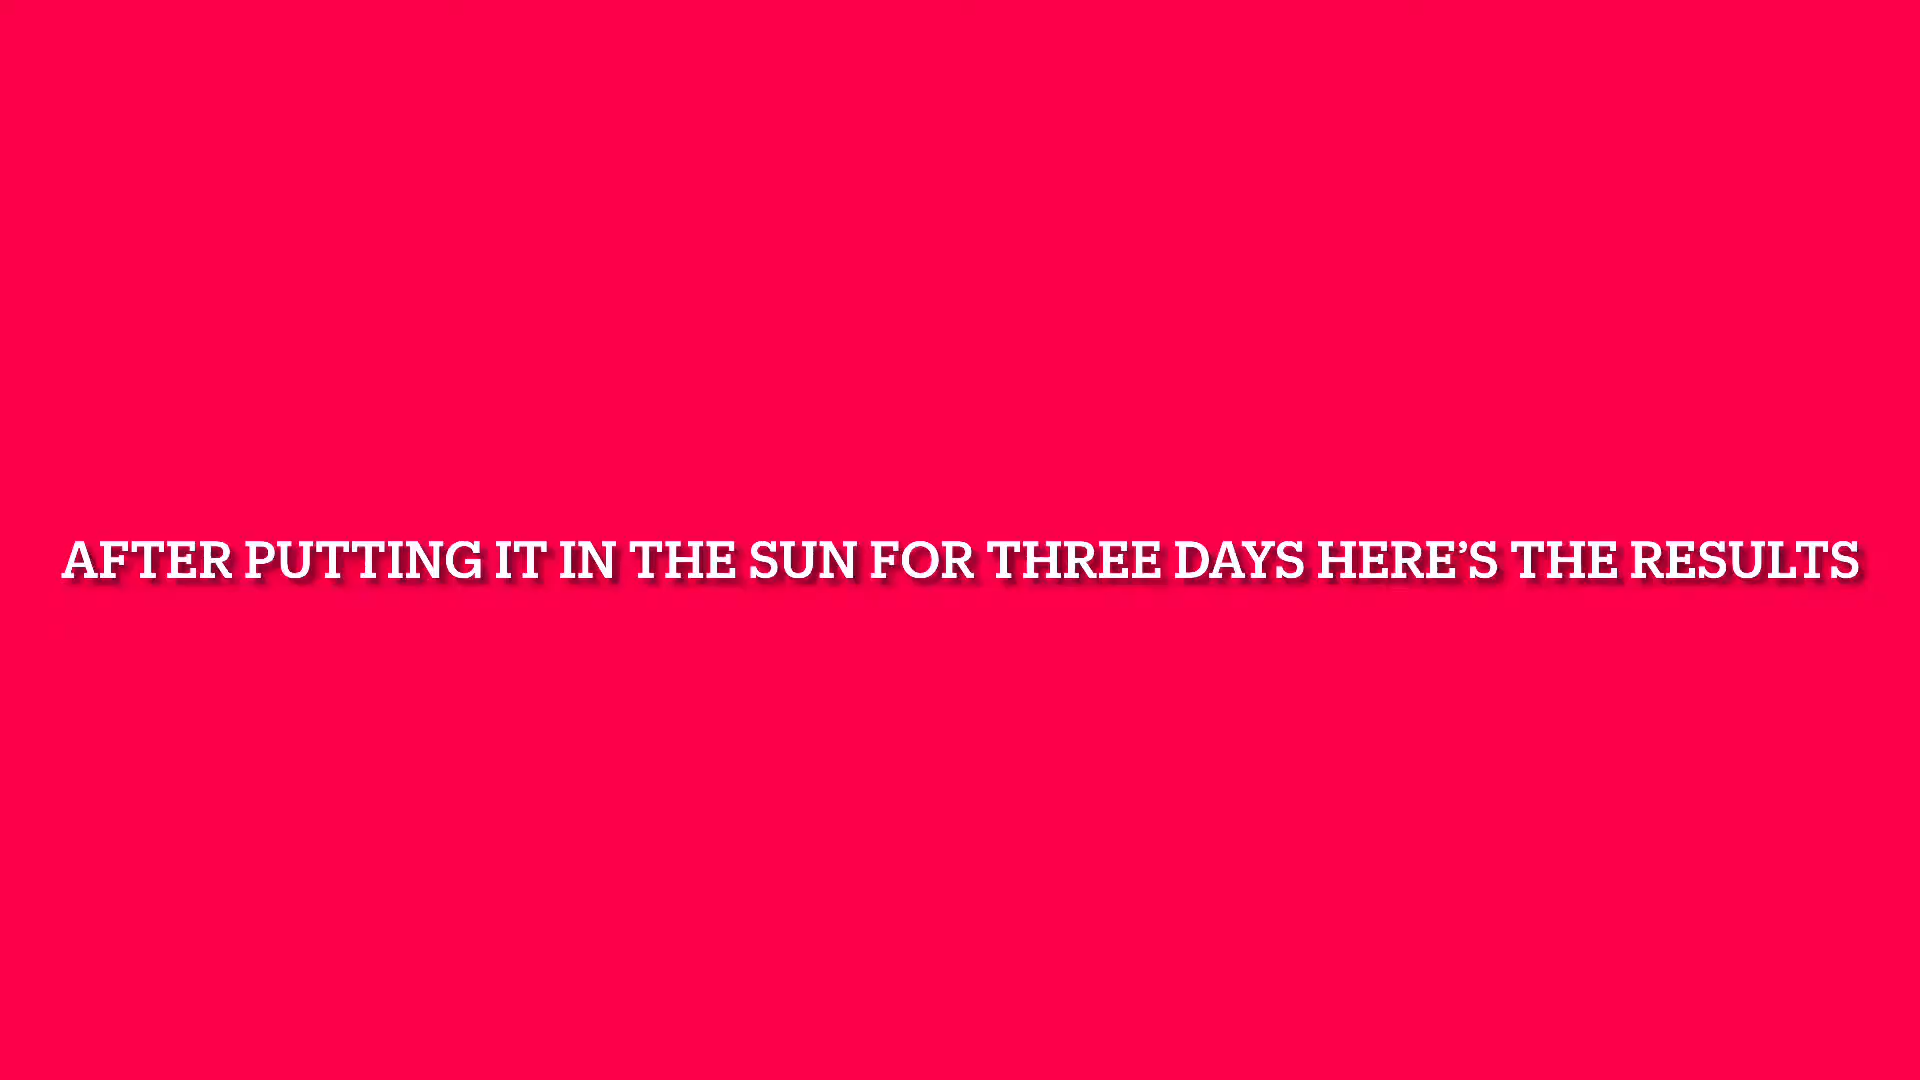 AFTER PUTTING IT IN THE SUN FOR THREE DAYS HERE’S THE RESULTS